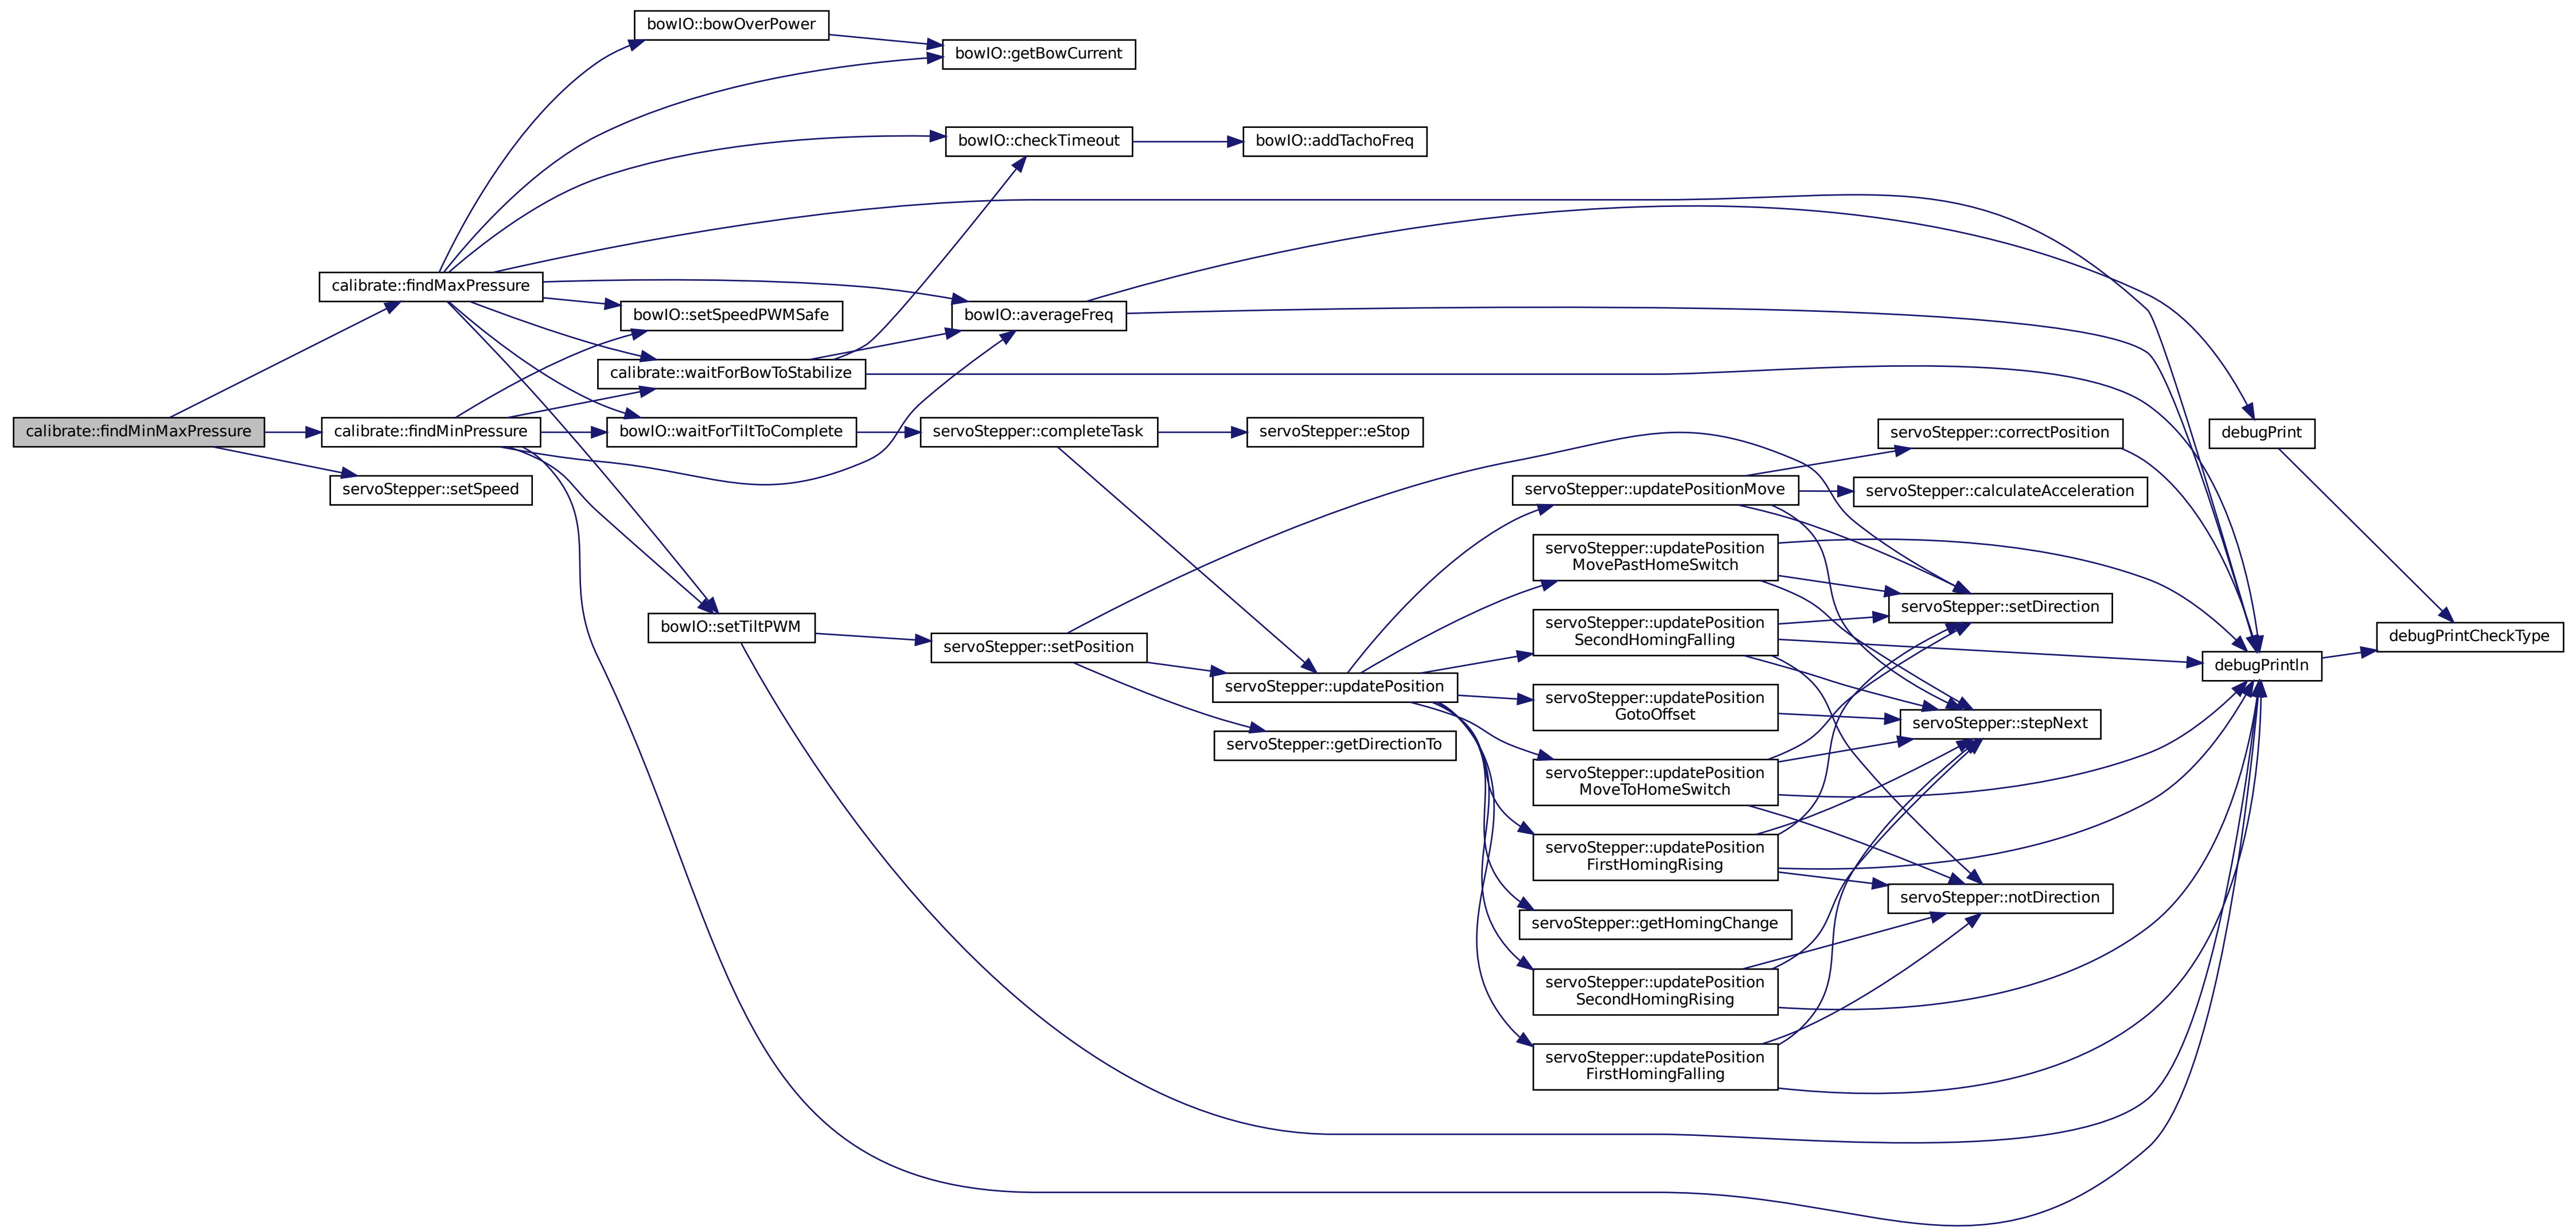 bowIO::bowOverPower
bowIO::getBowCurrent
bowIO::checkTimeout
bowIO::addTachoFreq
calibrate::findMaxPressure
bowIO::setSpeedPWMSafe
bowIO::averageFreq
calibrate::waitForBowToStabilize
calibrate::findMinMaxPressure
calibrate::findMinPressure
bowIO::waitForTiltToComplete
servoStepper::completeTask
servoStepper::eStop
servoStepper::correctPosition
debugPrint
servoStepper::setSpeed
servoStepper::updatePositionMove
servoStepper::calculateAcceleration
servoStepper::updatePosition
MovePastHomeSwitch
servoStepper::setDirection
bowIO::setTiltPWM
servoStepper::setPosition
servoStepper::updatePosition
SecondHomingFalling
debugPrintCheckType
debugPrintln
servoStepper::updatePosition
servoStepper::updatePosition
GotoOffset
servoStepper::stepNext
servoStepper::getDirectionTo
servoStepper::updatePosition
MoveToHomeSwitch
servoStepper::updatePosition
FirstHomingRising
servoStepper::notDirection
servoStepper::getHomingChange
servoStepper::updatePosition
SecondHomingRising
servoStepper::updatePosition
FirstHomingFalling